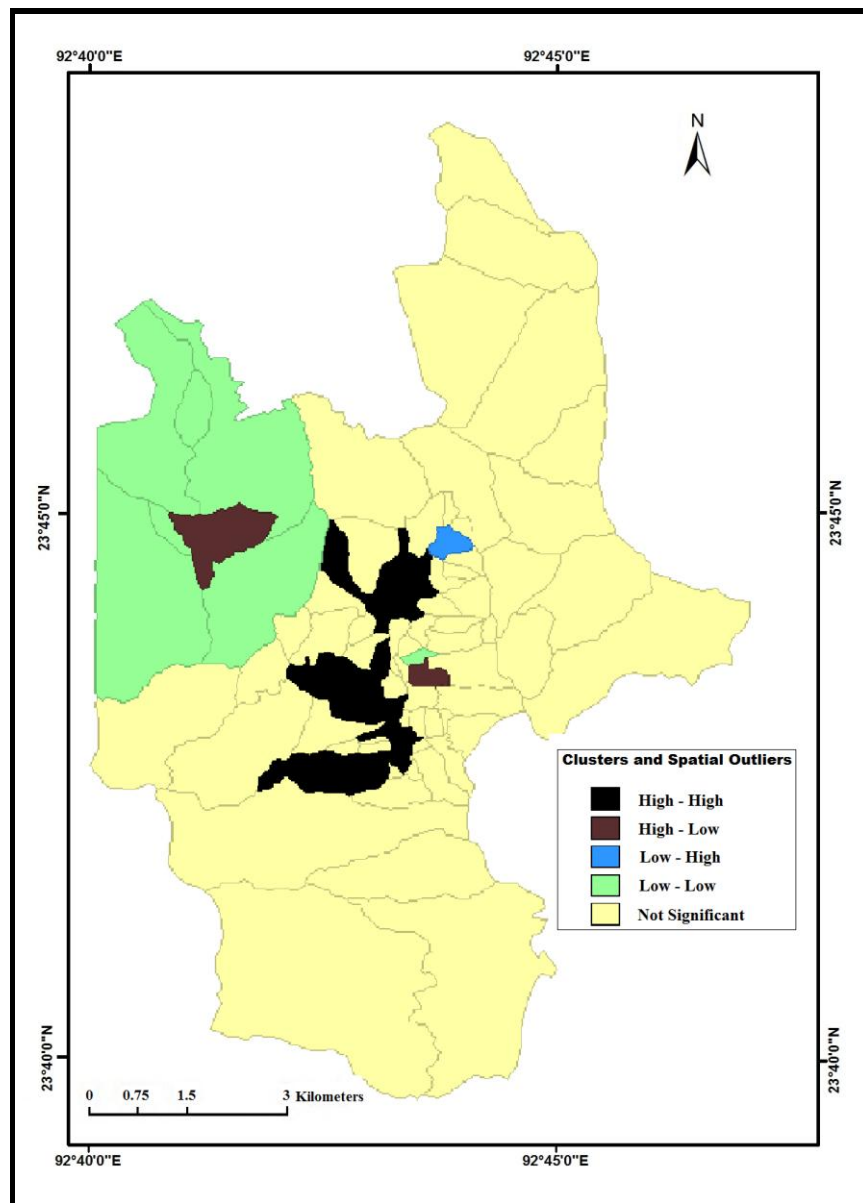 92°40'0"E 92°45'0"E
N
23°45'0"N 23°45'0"N
Clusters and Spatial Outliers
High - High
High - Low
Low - High
Low - Low
Not Significant
23°40'0"N 23°40'0"N
0 0.75 1.5 3 Kilometers
92°40'0"E 92°45'0"E